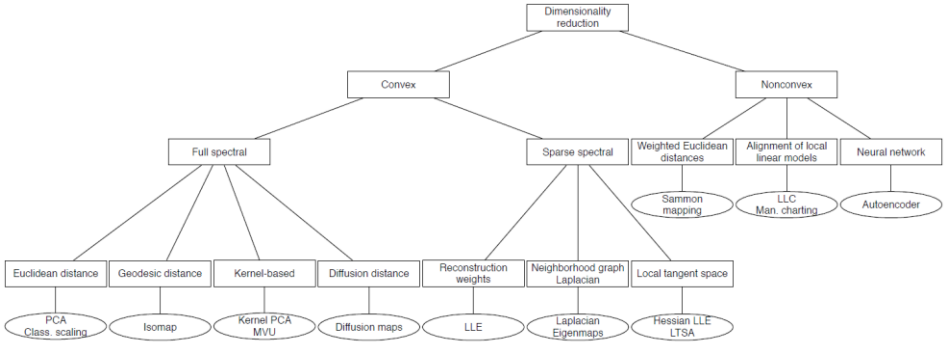 Dimensionality
reduction
Convex
Nonconvex
Full spectral
Sparse spectral
Weighted Euclidean
distances
Alignment of local
linear models
Neural network
Sammon
mapping
LLC
Man. charting
Autoencoder
Euclidean distance
Geodesic distance
Kernel-based
Diffusion distance
Reconstruction
weights
Neighborhood graph
Laplacian
Local tangent space
PCA
Class. scaling
Isomap
Kernel PCA
MVU
Diffusion maps
LLE
Laplacian
Eigenmaps
Hessian LLE
LTSA